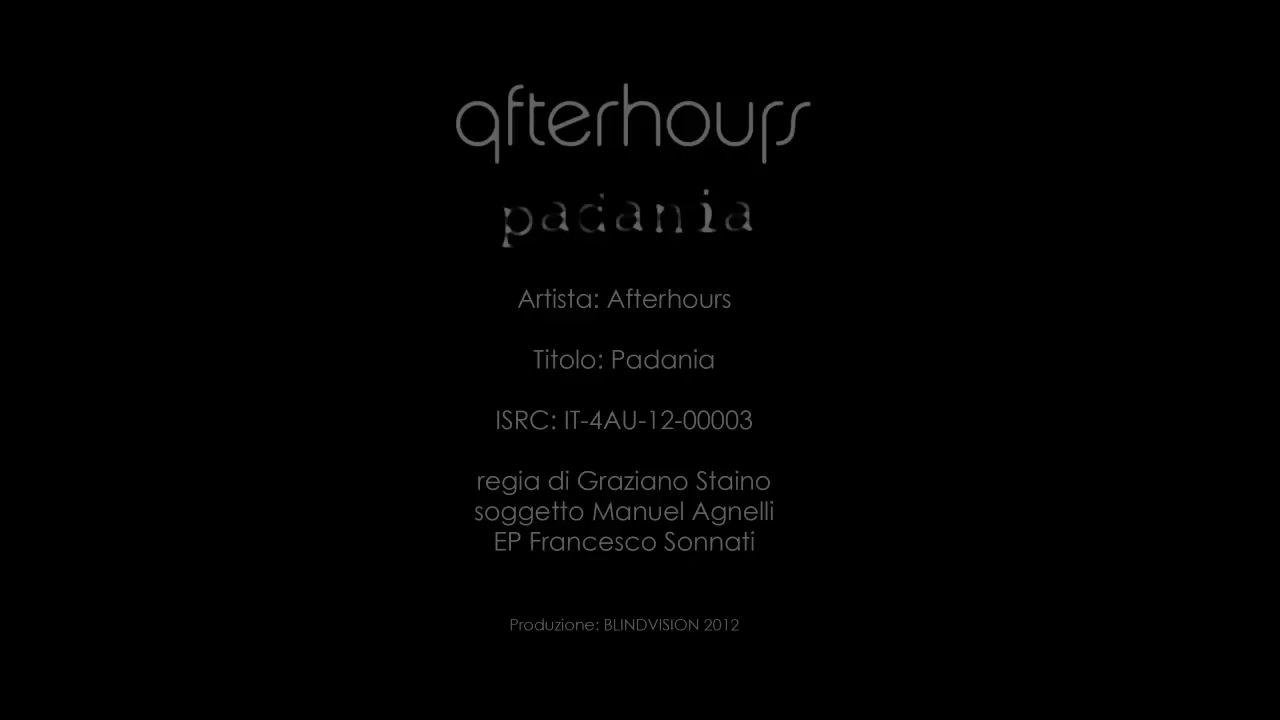 afterhours
padania
Artista: Afterhours
Titolo: Padania
ISRC: IT-4AU-12-00003
regia di Graziano Staino
soggetto Manuel Agnelli
EP Francesco Sonnati
Produzione: BLINDVISION 2012